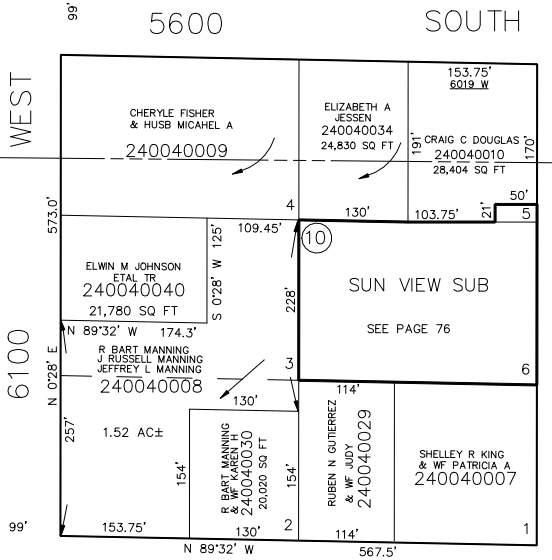 99'
5600
SOUTH
WEST
153.75'
6019 W
CHERYLE FISHER
& HUSB MICAHEL A
240040009
ELIZABETH A
JESSEN
240040034
24,830 SQ FT
191'
CRAIG C DOUGLAS
240040010
28,404 SQ FT
170'
50'
573.0'
4
130'
103.75'
21'
5
109.45'
125'
S 0°28' W
10
ELWIN M JOHNSON
ETAL TR
240040040
21,780 SQ FT
228'
SUN VIEW SUB
SEE PAGE 76
N 89°32' W
174.3'
6100
N 0°28' E
R BART MANNING
J RUSSELL MANNING
JEFFREY L MANNING
240040008
3
6
114'
130'
257'
1.52 AC±
154'
R BART MANNING
& WF KAREN H
240040030
20,020 SQ FT
154'
RUBEN N GUTIERREZ
& WF JUDY
240040029
SHELLEY R KING
& WF PATRICIA A
240040007
99'
153.75'
130'
2
114'
1
N 89°32' W
567.5'